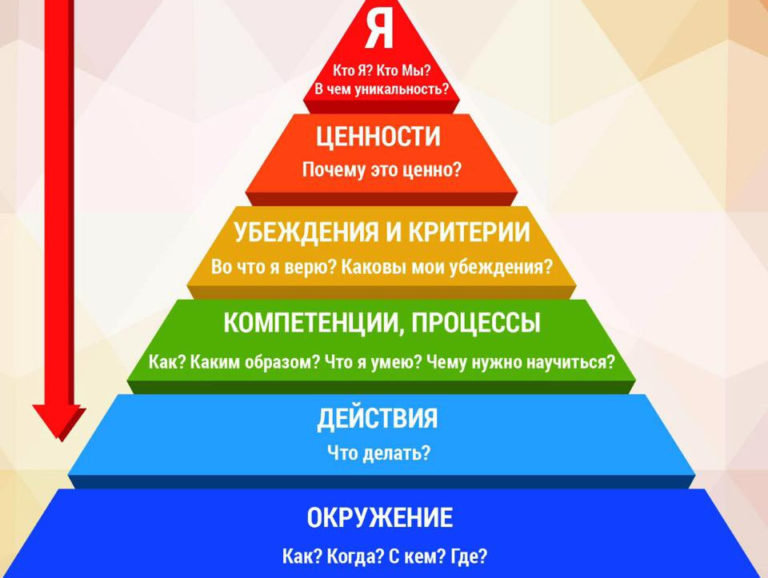 Я
Кто Я? Кто Мы?
В чем уникальность?
ЦЕННОСТИ
Почему это ценно?
УБЕЖДЕНИЯ И КРИТЕРИИ
Во что я верю? Каковы мои убеждения?
КОМПЕТЕНЦИИ, ПРОЦЕССЫ
Как? Каким образом? Что я умею? Чему нужно научиться?
ДЕЙСТВИЯ
Что делать?
ОКРУЖЕНИЕ
Как? Когда? С кем? Где?